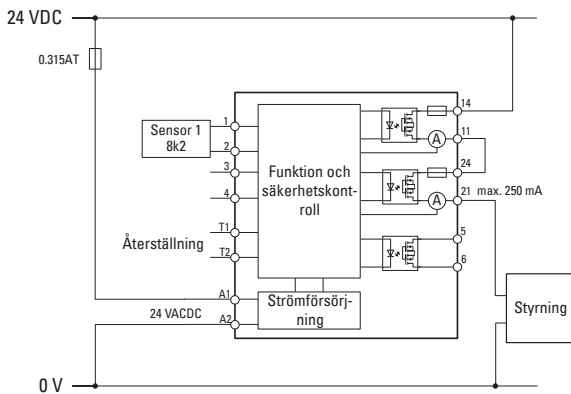 24 VDC
0.315AT
Sensor 1
8k2
1
2
3
4
T1
T2
Återställning
A1
24 VACDC
A2
Funktion och
säkerhetskont-
roll
Strömförsörj-
ning
14
A
11
24
A
21 max. 250 mA
5
6
Styrning
0 V